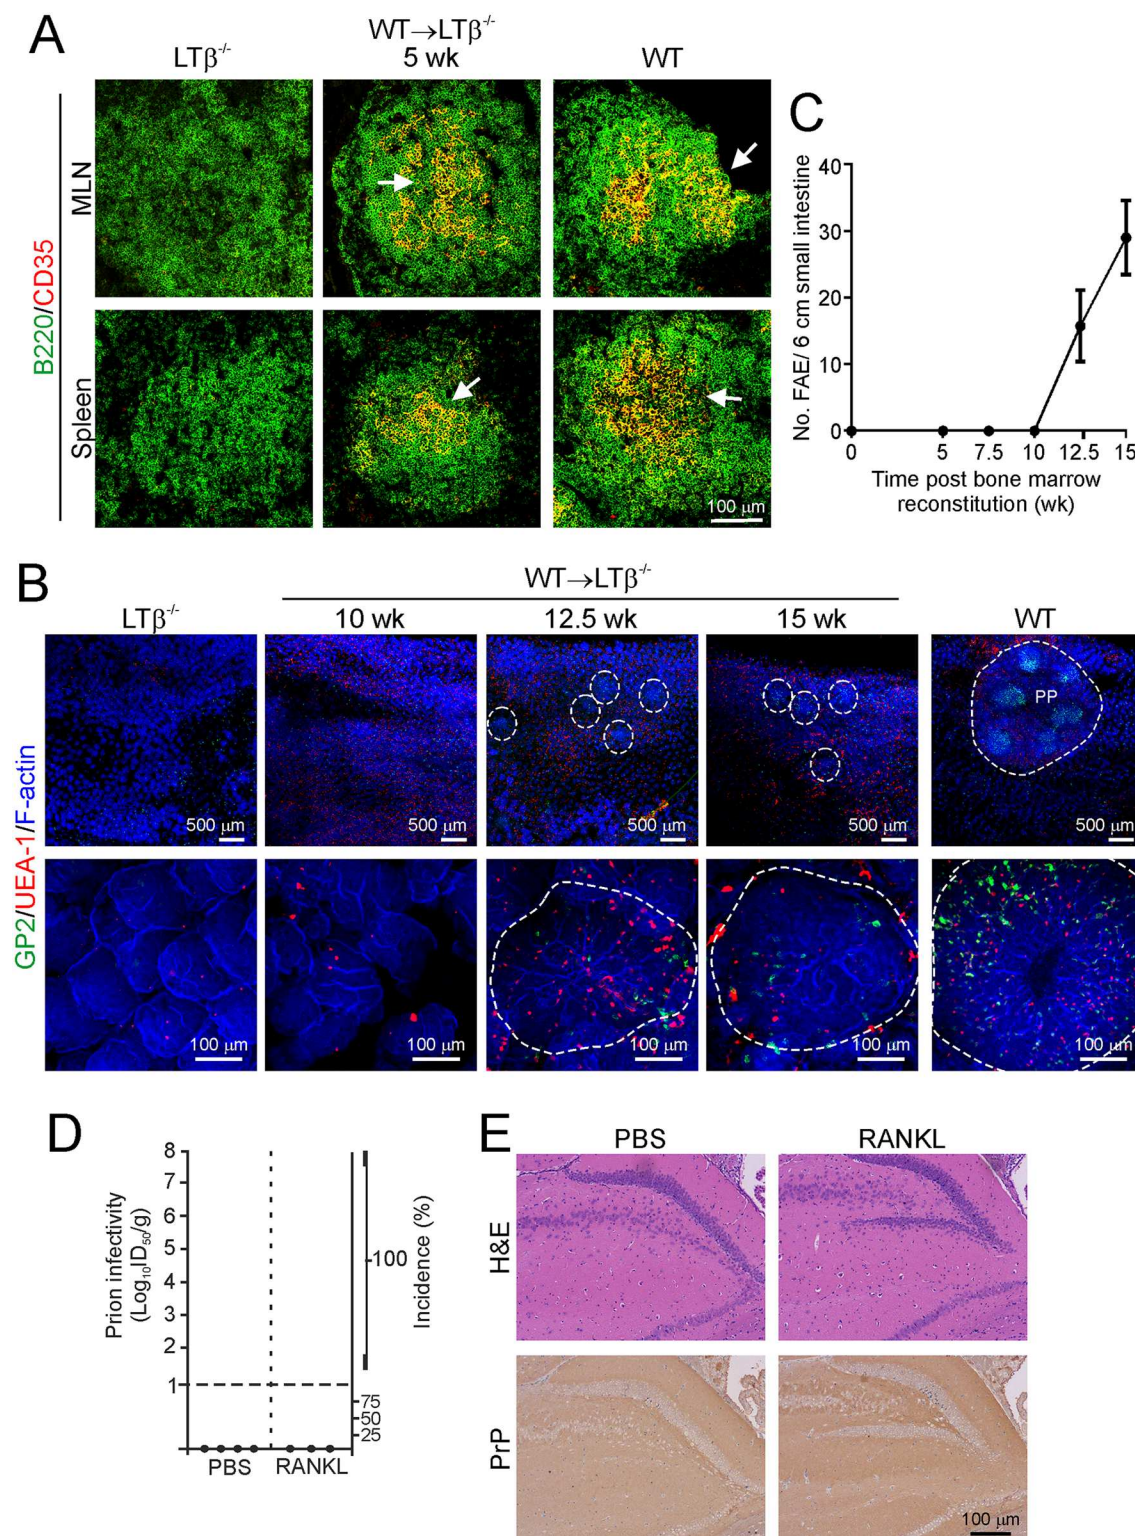 A
LTβ-/-
WT→LTβ-/-
5 wk
WT
B220/CD35
MLN
Spleen
100 µm
C
No. FAE/ 6 cm small intestine
40
30
20
10
0
0 5 7.5 10 12.5 15
Time post bone marrow
reconstitution (wk)
B
WT→LTβ-/-
LTβ-/- 10 wk 12.5 wk 15 wk WT
GP2/UEA-1/F-actin
PP
500 µm 500 µm 500 µm 500 µm 500 µm
100 µm 100 µm 100 µm 100 µm 100 µm
D
Prion infectivity
(Log10ID50/g)
8
7
6
5
4
3
2
1
100
75
50
25
Incidence (%)
PBS RANKL
E
PBS RANKL
H&E
PrP
100 µm